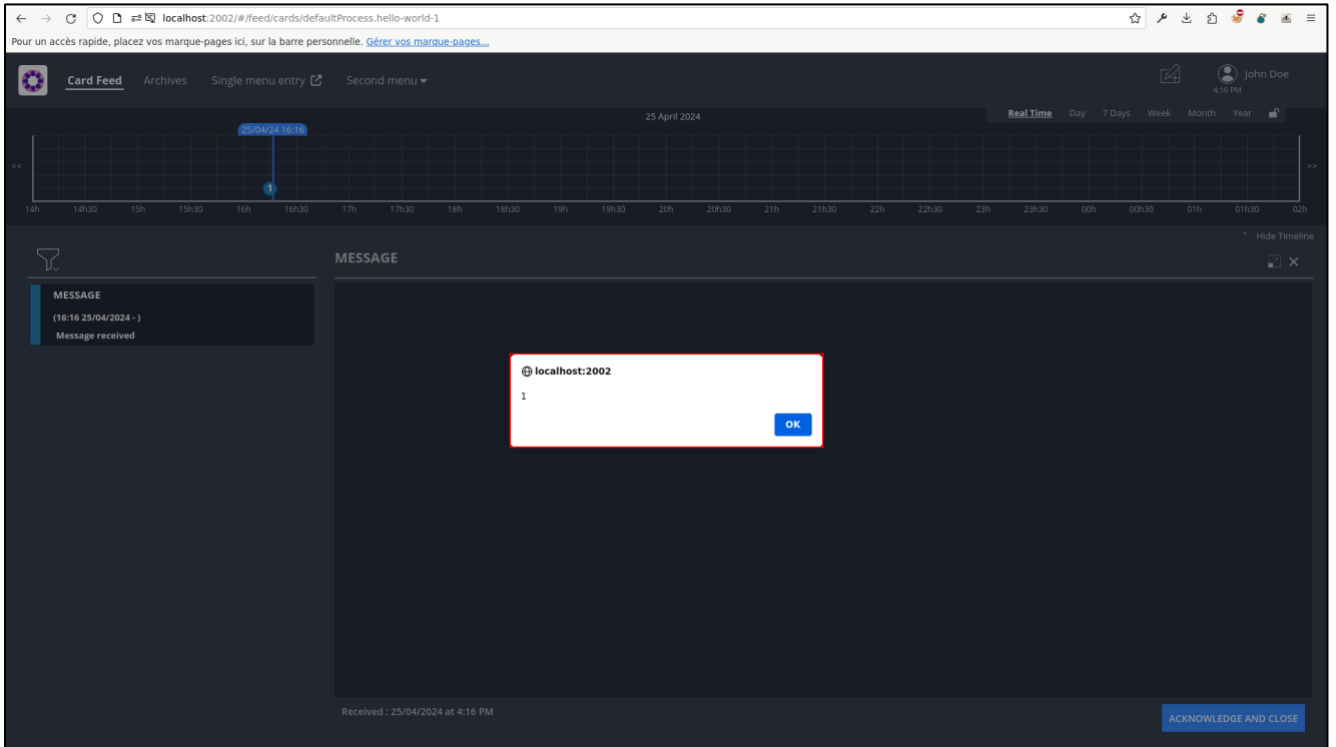 localhost:2002/#/feed/cards/defaultProcess.hello-world-1
Pour un accès rapide, placez vos marque-pages ici, sur la barre personnelle. Gérer vos marque-pages...
Card Feed Archives Single menu entry Second menu John Doe
4:16 PM
25 April 2024 Real Time Day 7 Days Week Month Year
25/04/24 16:16
<< >>
1
14h 14h30 15h 15h30 16h 16h30 17h 17h30 18h 18h30 19h 19h30 20h 20h30 21h 21h30 22h 22h30 23h 23h30 00h 00h30 01h 01h30 02h
Hide Timeline
MESSAGE
MESSAGE
(16:16 25/04/2024 - )
Message received
localhost:2002
1
OK
Received : 25/04/2024 at 4:16 PM
ACKNOWLEDGE AND CLOSE